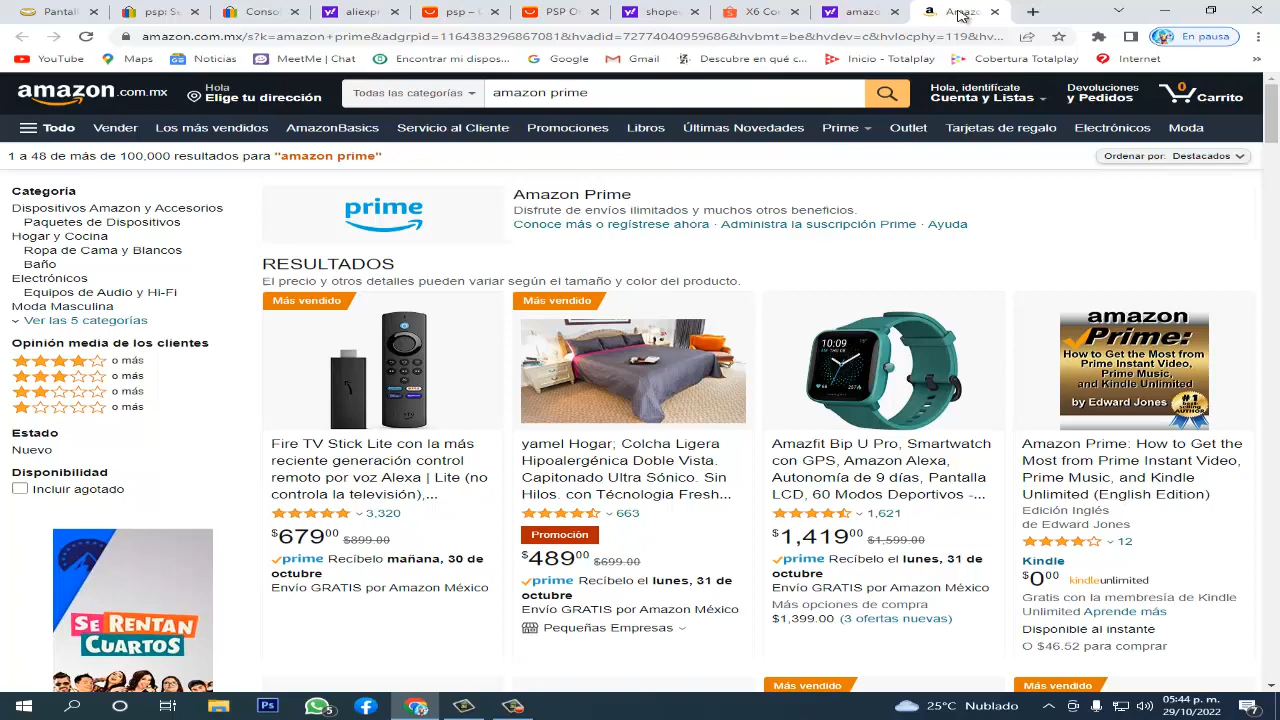 Pantall
psp: Se
Consol
aliexpr
psp – C
PSP O
shopee
X6 Co
amazo
Amazo
amazon.com.mx/s?k=amazon+prime&adgrpid=1164383296867081&hvadid=72774040959686&hvbmt=be&hvdev=c&hvlocphy=119&hv...
En pausa
YouTube
Maps
Noticias
MeetMe | Chat
Encontrar mi dispo...
Google
Gmail
Descubre en qué c...
Inicio - Totalplay
Cobertura Totalplay
Internet
»
amazon.com.mx
Hola
Elige tu dirección
Todas las categorías
amazon prime
Hola, identifícate
Cuenta y Listas
Devoluciones
y Pedidos
0
Carrito
Todo
Vender
Los más vendidos
AmazonBasics
Servicio al Cliente
Promociones
Libros
Últimas Novedades
Prime
Outlet
Tarjetas de regalo
Electrónicos
Moda
1 a 48 de más de 100,000 resultados para "amazon prime"
Ordenar por: Destacados
Categoría
Dispositivos Amazon y Accesorios
Paquetes de Dispositivos
Hogar y Cocina
Ropa de Cama y Blancos
Baño
Electrónicos
Equipos de Audio y Hi-Fi
Moda Masculina
Ver las 5 categorías
Opinión media de los clientes
o más
o más
o más
o más
Estado
Nuevo
Disponibilidad
Incluir agotado
SE RENTAN
CUARTOS
prime
Amazon Prime
Disfrute de envíos ilimitados y muchos otros beneficios.
Conoce más o regístrese ahora · Administra la suscripción Prime · Ayuda
RESULTADOS
El precio y otros detalles pueden variar según el tamaño y color del producto.
Más vendido
Fire TV Stick Lite con la más
reciente generación control
remoto por voz Alexa | Lite (no
controla la televisión),...
3,320
$679.00 $899.00
prime Recíbelo mañana, 30 de
octubre
Envío GRATIS por Amazon México
Más vendido
yamel Hogar; Colcha Ligera
Hipoalergénica Doble Vista.
Capitonado Ultra Sónico. Sin
Hilos. con Técnologia Fresh...
663
Promoción
$489.00 $699.00
prime Recíbelo el lunes, 31 de
octubre
Envío GRATIS por Amazon México
Pequeñas Empresas
10:09
Amazfit Bip U Pro, Smartwatch
con GPS, Amazon Alexa,
Autonomía de 9 días, Pantalla
LCD, 60 Modos Deportivos -...
1,621
$1,419.00 $1,599.00
prime Recíbelo el lunes, 31 de
octubre
Envío GRATIS por Amazon México
Más opciones de compra
$1,399.00 (3 ofertas nuevas)
amazon
Prime:
How to Get the Most from
Prime Instant Video,
Prime Music,
and Kindle
Unlimited
by Edward Jones
#1
Amazon Prime: How to Get the
Most from Prime Instant Video,
Prime Music, and Kindle
Unlimited (English Edition)
Edición Inglés
de Edward Jones
12
Kindle
$0.00 kindleunlimited
Gratis con la membresía de Kindle
Unlimited Aprende más
Disponible al instante
O $46.52 para comprar
Más vendido
Más vendido
Ps
5
25°C Nublado
05:44 p. m.
29/10/2022
7